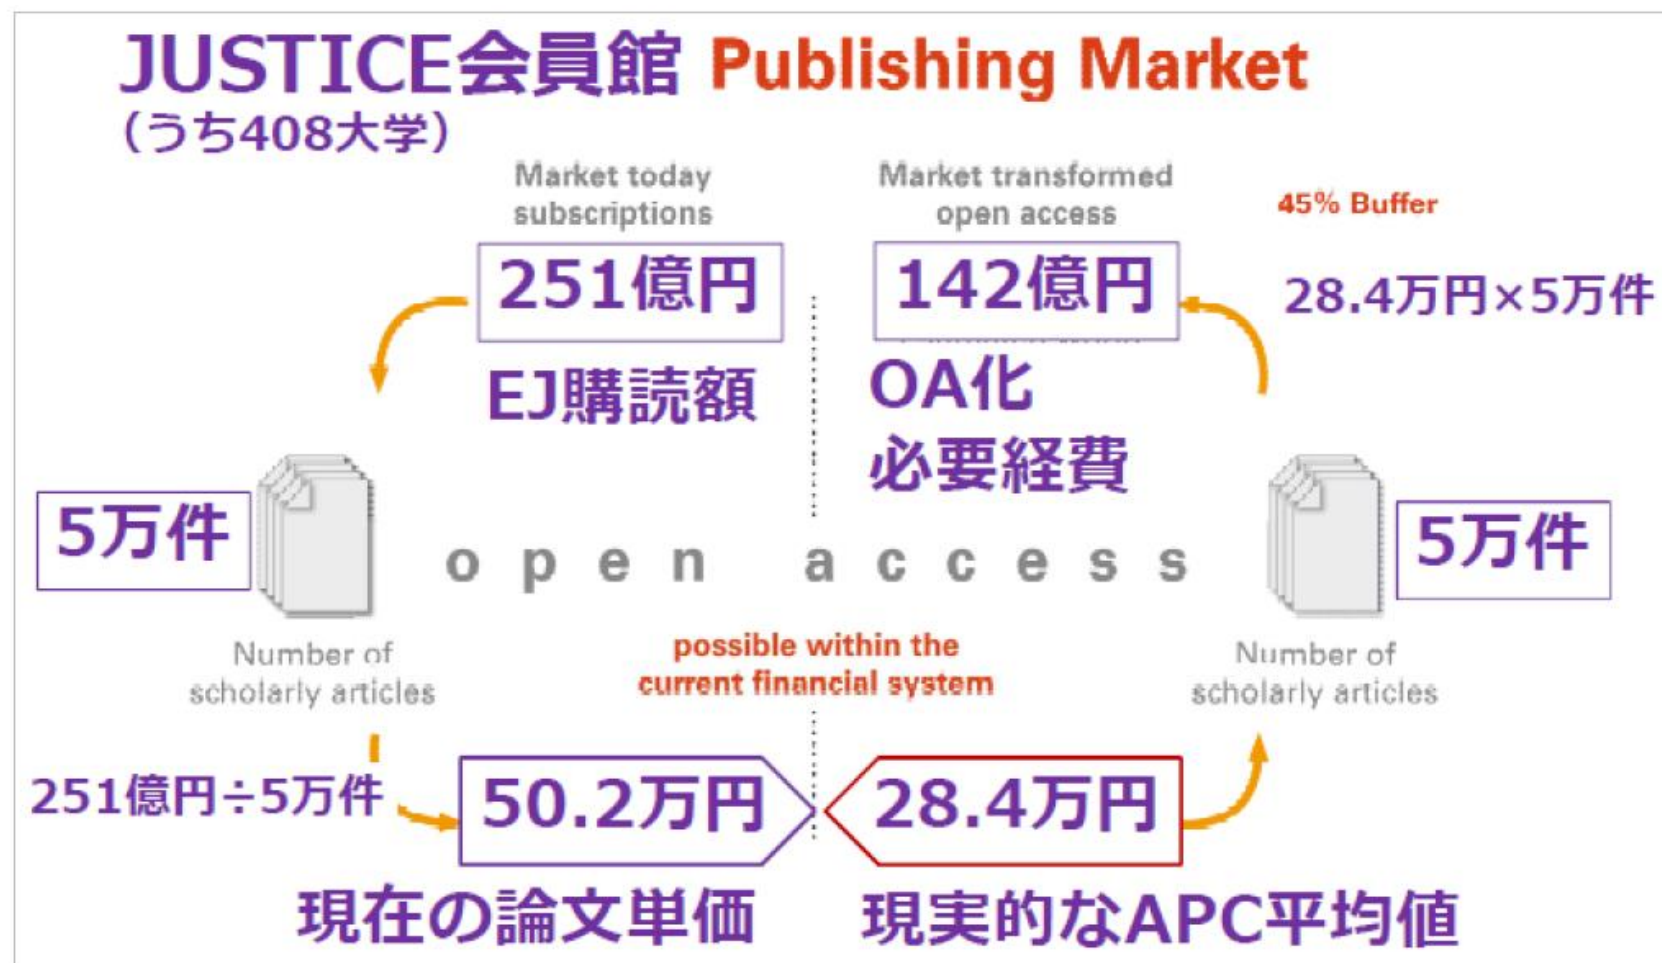 JUSTICE会員館 Publishing Market
（うち408大学）
Market today
subscriptions
251億円
EJ購読額
Market transformed
open access
142億円
OA化
必要経費
45% Buffer
28.4万円×5万件
5万件
open access
5万件
Number of
scholarly articles
possible within the
current financial system
Number of
scholarly articles
251億円÷5万件
50.2万円
28.4万円
現在の論文単価
現実的なAPC平均値